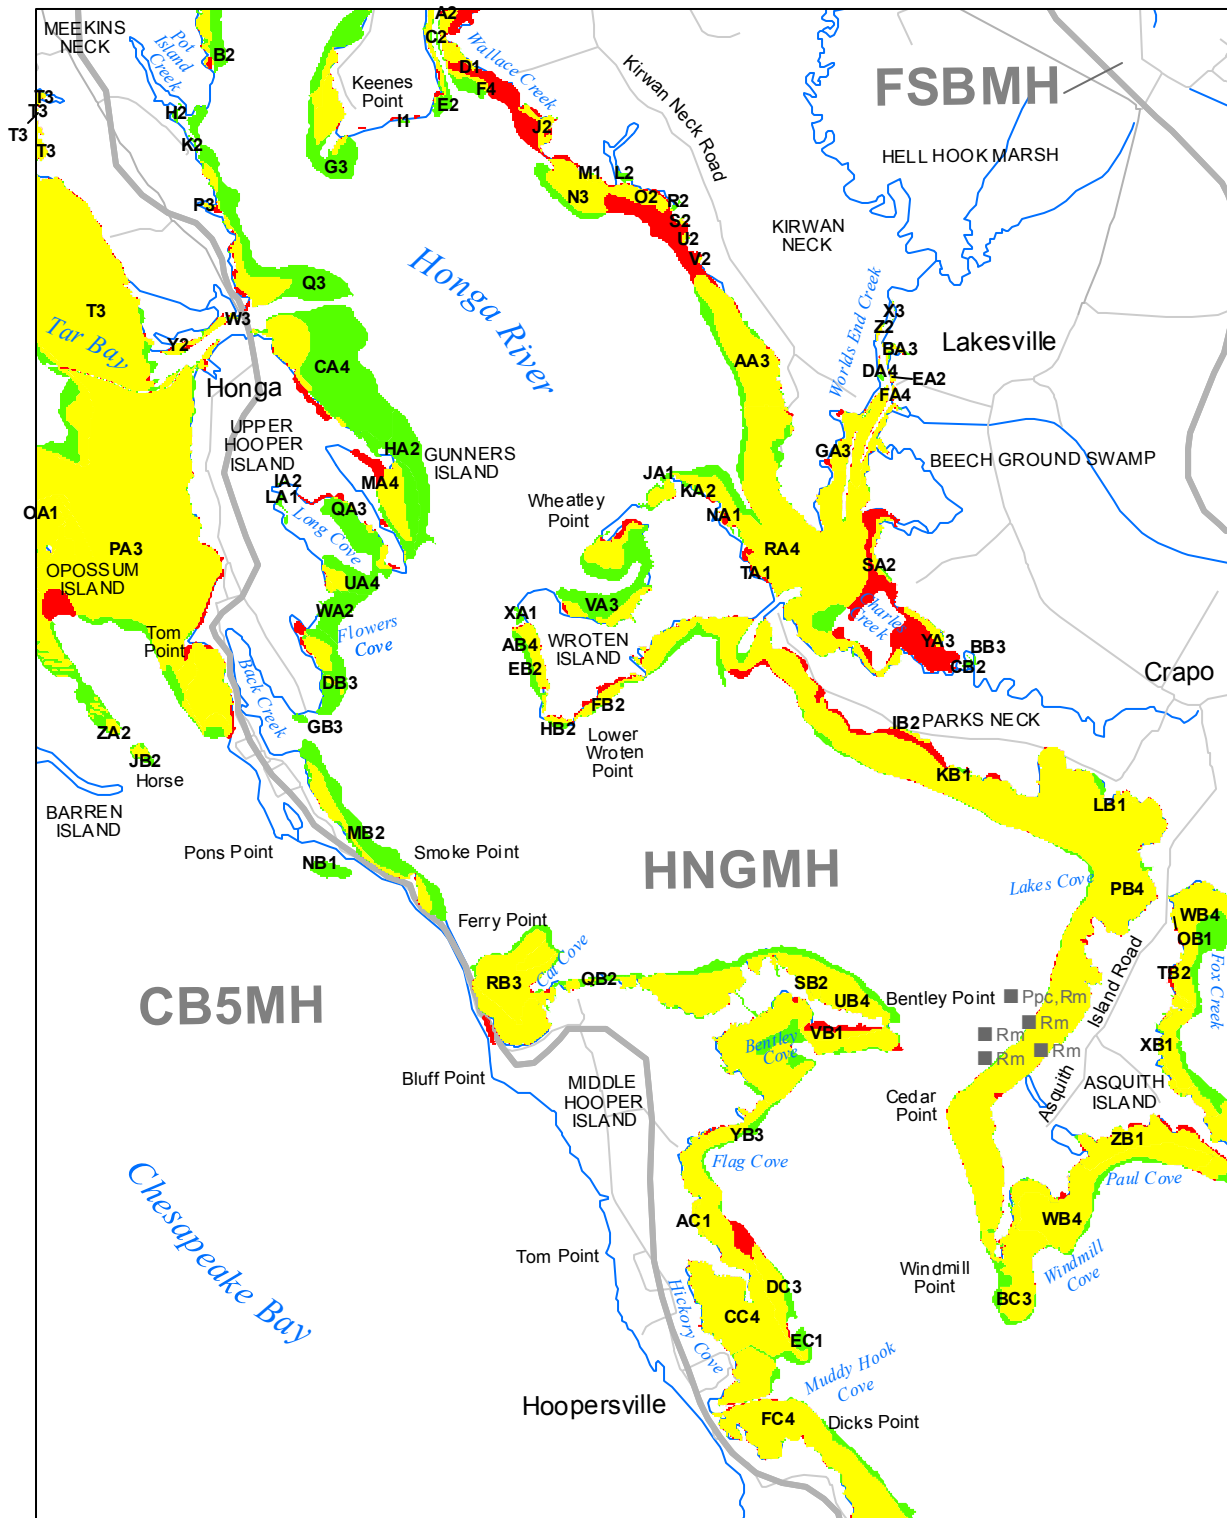 MEEKINS
NECK
Pot
Island
Creek
B2
A2
C2
D1
F4
E2
Wallace Creek
Keenes
Point
I1
J2
G3
H2
K2
T3
T3
T3
T3
P3
Kirwan Neck Road
FSBMH
HELL HOOK MARSH
M1
L2
N3
O2
R2
S2
U2
V2
KIRWAN
NECK
Honga River
Q3
T3
Tar Bay
W3
Y2
CA4
Honga
AA3
Worlds End Creek
X3
Z2
BA3
Lakesville
DA4
EA2
FA4
UPPER
HOOPER
ISLAND
HA2
GUNNERS
ISLAND
GA3
BEECH GROUND SWAMP
IA2
LA1
MA4
QA3
Long Cove
JA1
KA2
NA1
Wheatley
Point
OA1
PA3
OPOSSUM
ISLAND
RA4
TA1
SA2
UA4
WA2
Flowers
Cove
XA1
VA3
Charles
Creek
Tom
Point
AB4
WROTEN
ISLAND
YA3
BB3
CB2
EB2
Crapo
Back Creek
DB3
FB2
GB3
HB2
Lower
Wroten
Point
IB2
PARKS NECK
ZA2
JB2
Horse
KB1
BARREN
ISLAND
LB1
MB2
Pons Point
NB1
Smoke Point
HNGMH
Lakes Cove
PB4
Ferry Point
WB4
OB1
Cat Cove
RB3
QB2
SB2
UB4
Bentley Point
Ppc,Rm
TB2
Fox Creek
CB5MH
Rm
Rm
Rm
Rm
Bentley
Cove
VB1
Asquith Island Road
XB1
Bluff Point
MIDDLE
HOOPER
ISLAND
Cedar
Point
ASQUITH
ISLAND
YB3
Flag Cove
ZB1
Paul Cove
Chesapeake Bay
AC1
WB4
Tom Point
Windmill
Point
Windmill
Cove
DC3
BC3
Hickory Cove
CC4
EC1
Muddy Hook
Cove
Hoopersville
FC4
Dicks Point